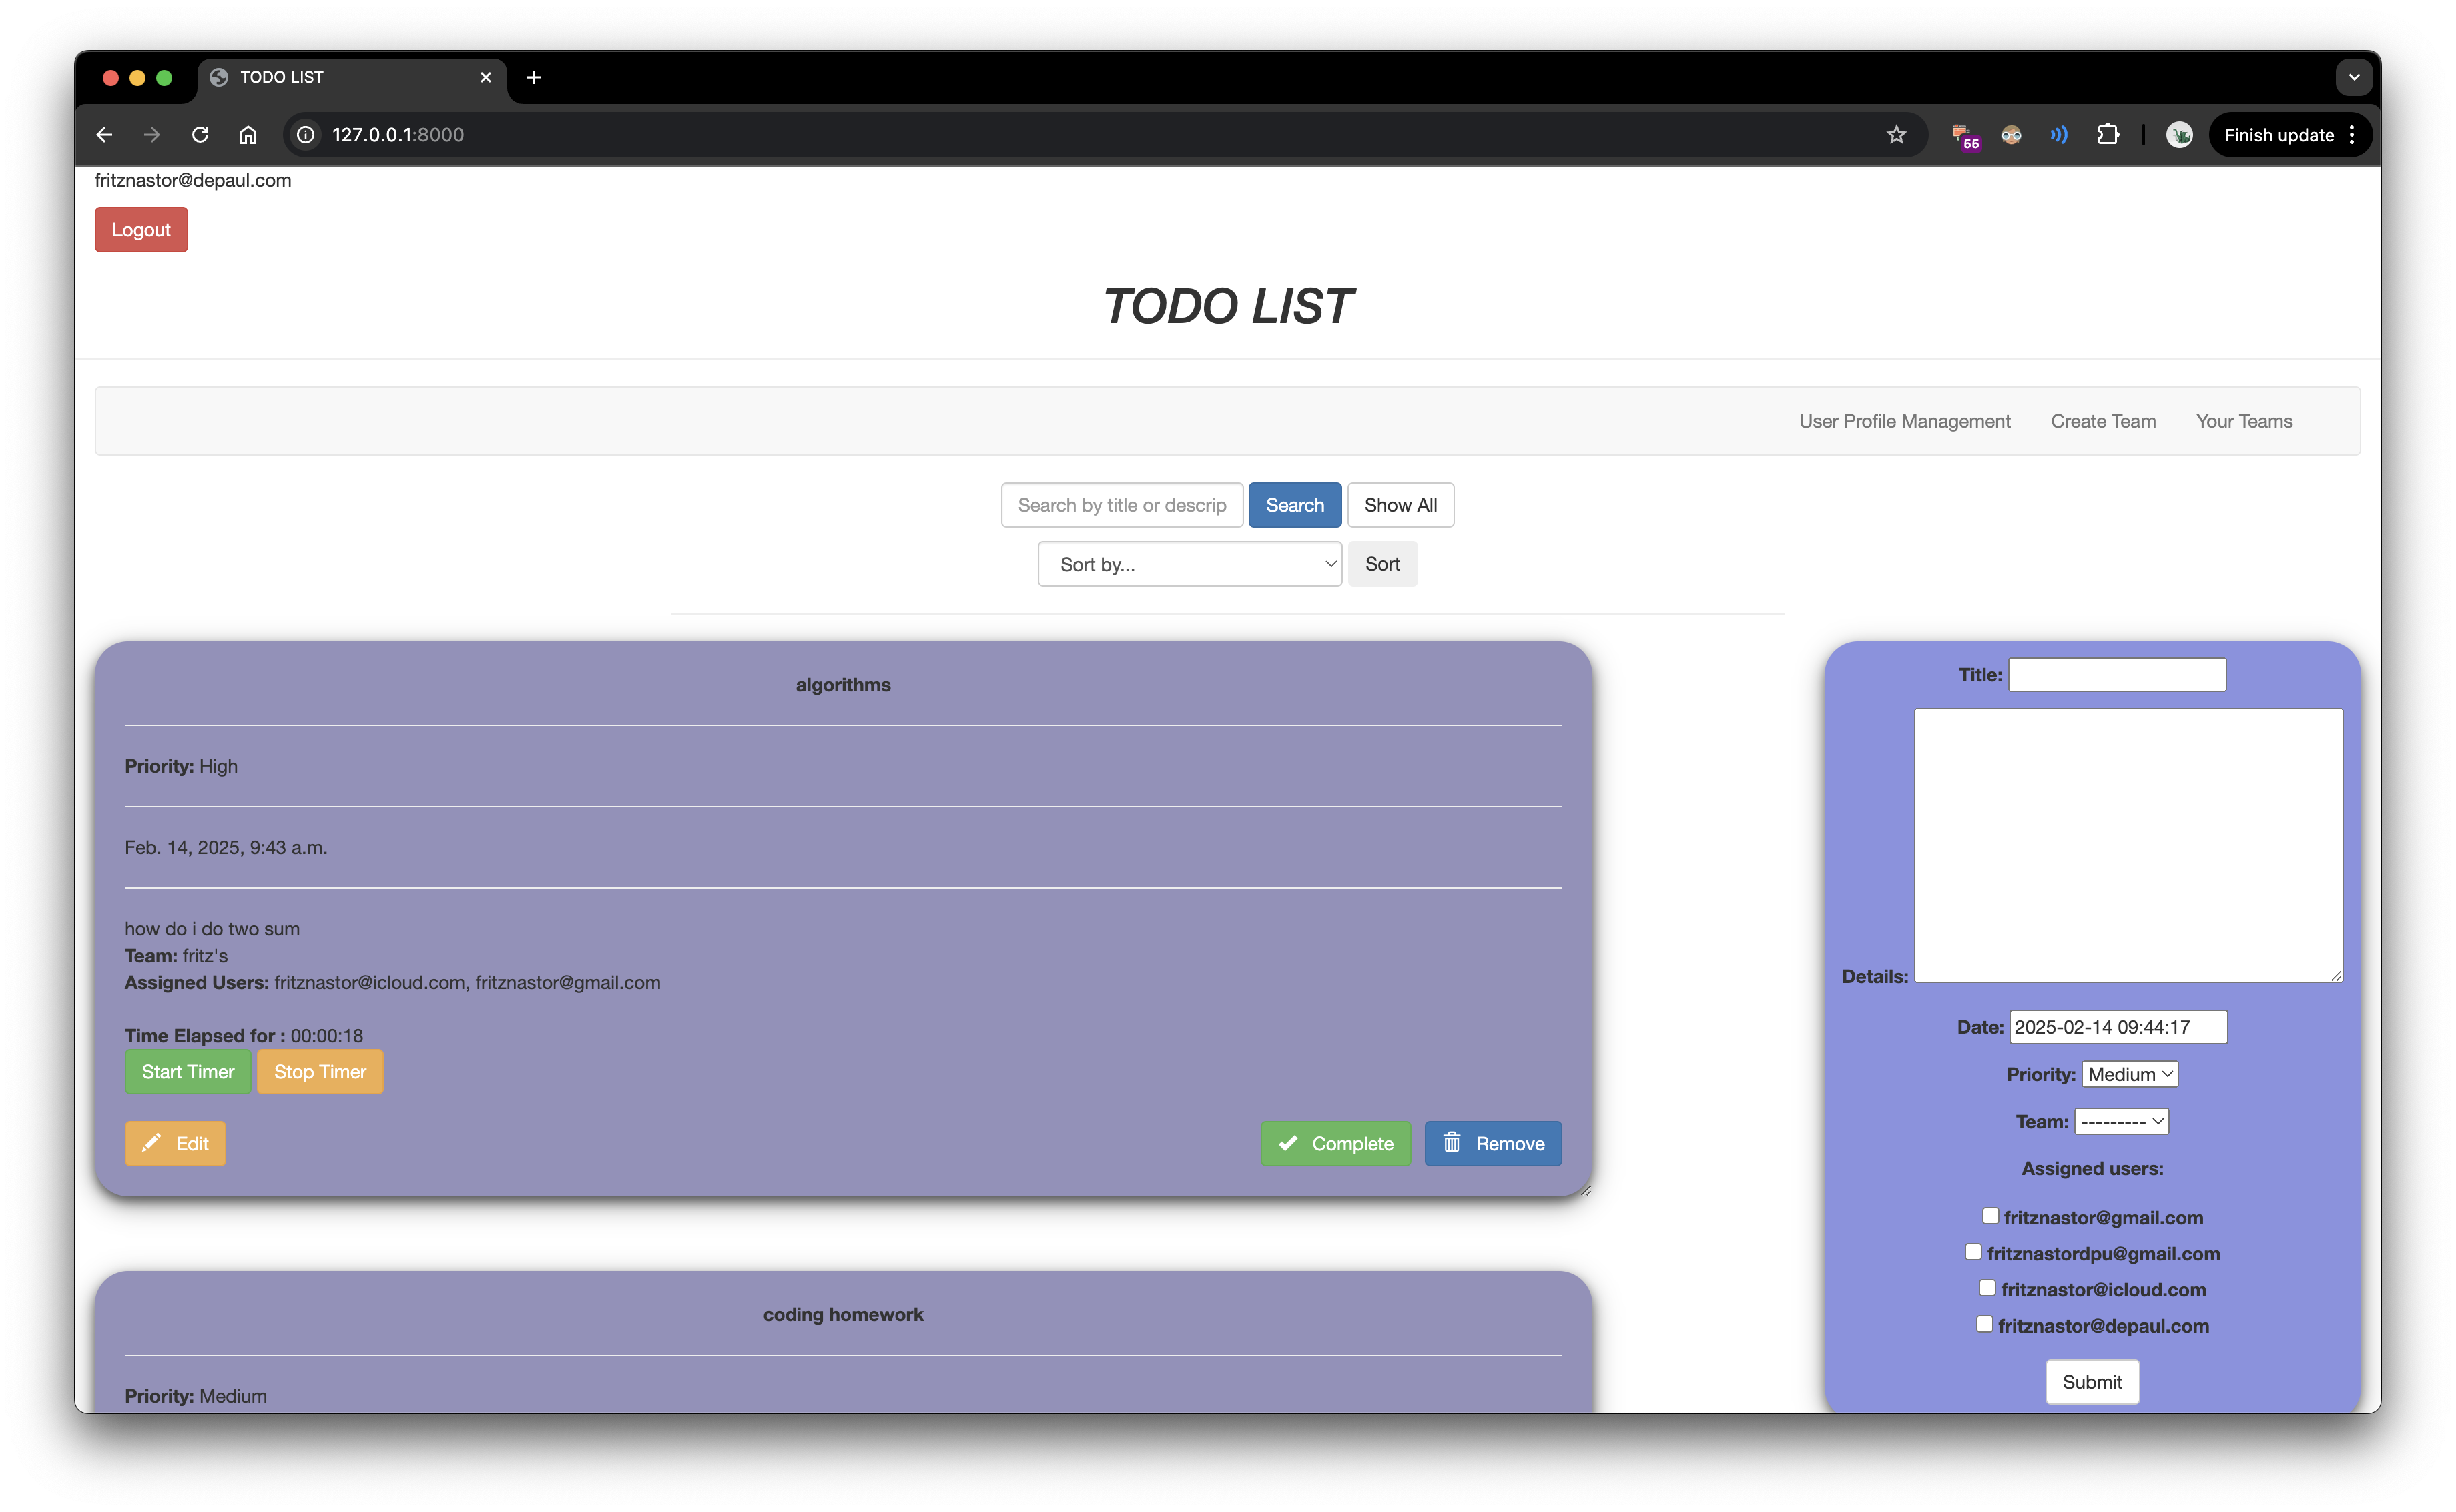 TODO LIST
127.0.0.1:8000
55
Finish update
fritznastor@depaul.com
Logout
TODO LIST
User Profile Management Create Team Your Teams
Search by title or descrip Search Show All
Sort by... Sort
algorithms
Priority: High
Feb. 14, 2025, 9:43 a.m.
how do i do two sum
Team: fritz's
Assigned Users: fritznastor@icloud.com, fritznastor@gmail.com
Time Elapsed for : 00:00:18
Start Timer Stop Timer
Edit Complete Remove
coding homework
Priority: Medium
Title:
Details:
Date: 2025-02-14 09:44:17
Priority: Medium
Team: ---------
Assigned users:
fritznastor@gmail.com
fritznastordpu@gmail.com
fritznastor@icloud.com
fritznastor@depaul.com
Submit